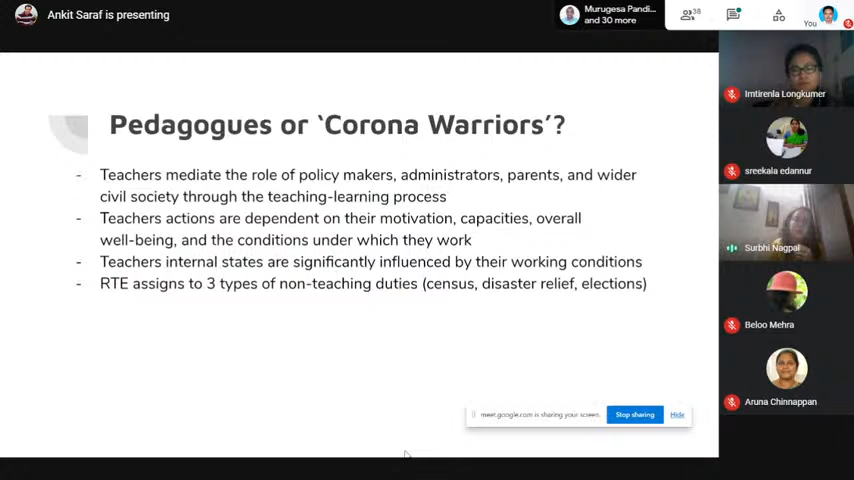 Ankit Saraf is presenting
Murugesa Pandi...
and 30 more
38
You
Pedagogues or ‘Corona Warriors’?
- Teachers mediate the role of policy makers, administrators, parents, and wider
civil society through the teaching-learning process
- Teachers actions are dependent on their motivation, capacities, overall
well-being, and the conditions under which they work
- Teachers internal states are significantly influenced by their working conditions
- RTE assigns to 3 types of non-teaching duties (census, disaster relief, elections)
meet.google.com is sharing your screen.
Stop sharing
Hide
Imtirenla Longkumer
sreekala edannur
Surbhi Nagpal
Beloo Mehra
Aruna Chinnappan